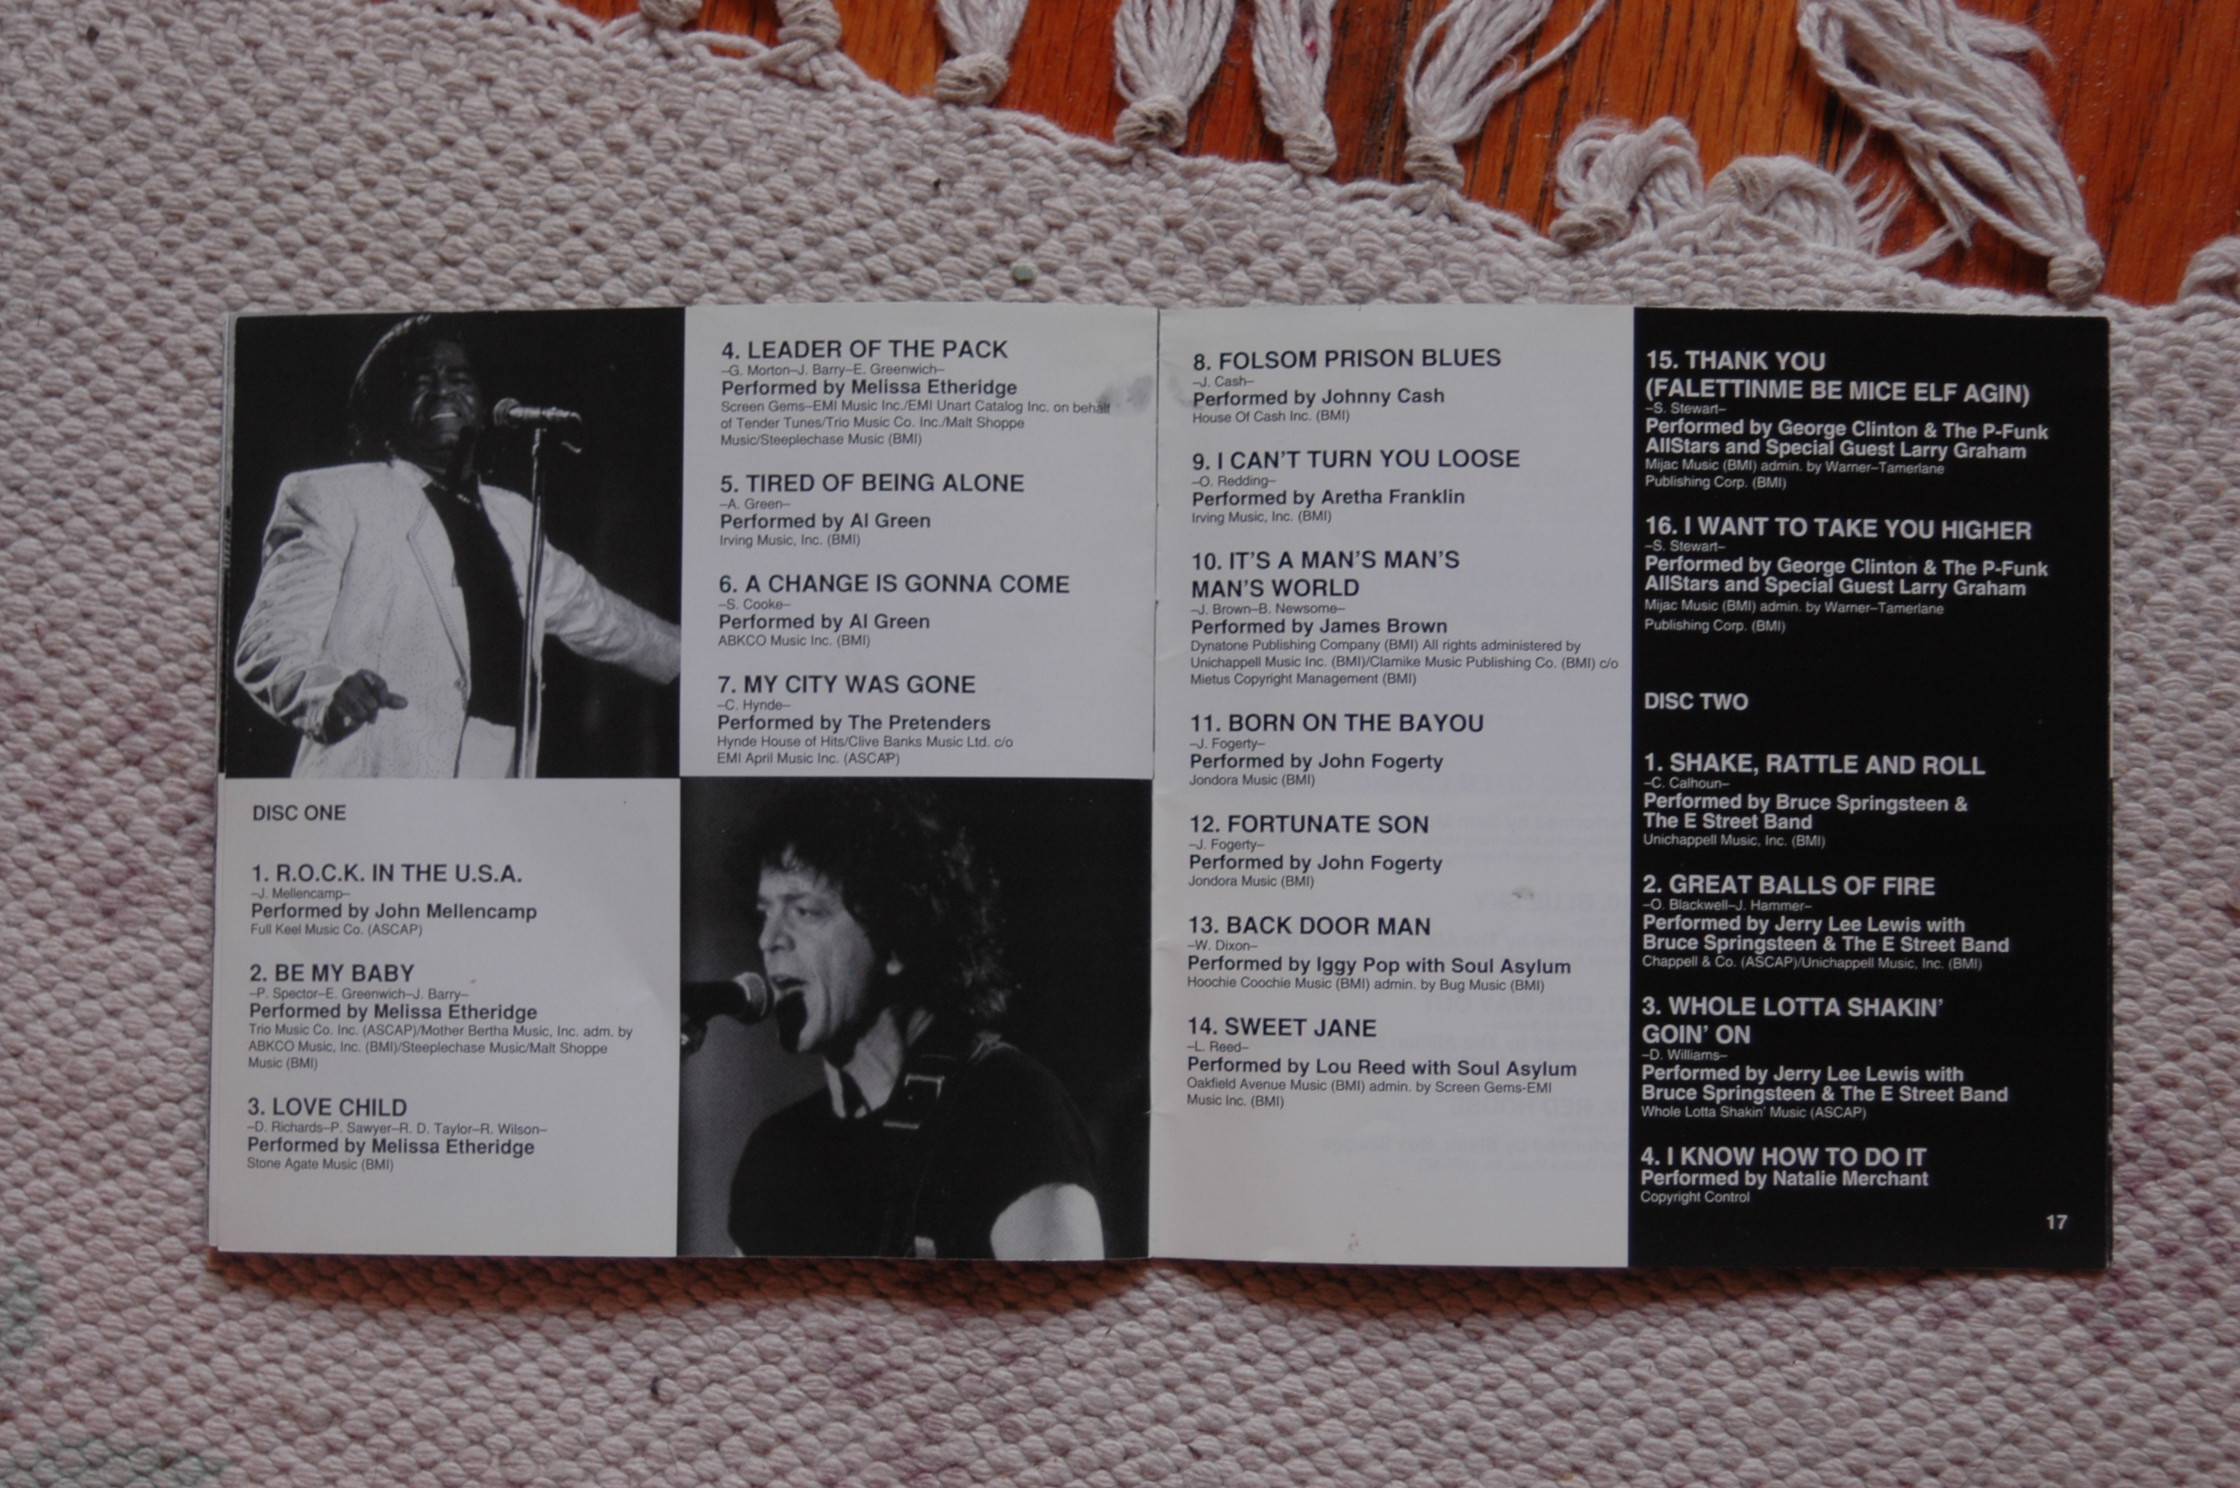 DISC ONE
1. R.O.C.K. IN THE U.S.A.
–J. Mellencamp–
Performed by John Mellencamp
Full Keel Music Co. (ASCAP)
2. BE MY BABY
–P. Spector–E. Greenwich–J. Barry–
Performed by Melissa Etheridge
Trio Music Co. Inc. (ASCAP)/Mother Bertha Music, Inc. adm. by
ABKCO Music, Inc. (BMI)/Steeplechase Music/Malt Shoppe
Music (BMI)
3. LOVE CHILD
–D. Richards–P. Sawyer–R. D. Taylor–R. Wilson–
Performed by Melissa Etheridge
Stone Agate Music (BMI)
4. LEADER OF THE PACK
–G. Morton–J. Barry–E. Greenwich–
Performed by Melissa Etheridge
Screen Gems–EMI Music Inc./EMI Unart Catalog Inc. on behalf
of Tender Tunes/Trio Music Co. Inc./Malt Shoppe
Music/Steeplechase Music (BMI)
5. TIRED OF BEING ALONE
–A. Green–
Performed by Al Green
Irving Music, Inc. (BMI)
6. A CHANGE IS GONNA COME
–S. Cooke–
Performed by Al Green
ABKCO Music Inc. (BMI)
7. MY CITY WAS GONE
–C. Hynde–
Performed by The Pretenders
Hynde House of Hits/Clive Banks Music Ltd. c/o
EMI April Music Inc. (ASCAP)
8. FOLSOM PRISON BLUES
–J. Cash–
Performed by Johnny Cash
House Of Cash Inc. (BMI)
9. I CAN'T TURN YOU LOOSE
–O. Redding–
Performed by Aretha Franklin
Irving Music, Inc. (BMI)
10. IT'S A MAN'S MAN'S
MAN'S WORLD
–J. Brown–B. Newsome–
Performed by James Brown
Dynatone Publishing Company (BMI) All rights administered by
Unichappell Music Inc. (BMI)/Clamike Music Publishing Co. (BMI) c/o
Mietus Copyright Management (BMI)
11. BORN ON THE BAYOU
–J. Fogerty–
Performed by John Fogerty
Jondora Music (BMI)
12. FORTUNATE SON
–J. Fogerty–
Performed by John Fogerty
Jondora Music (BMI)
13. BACK DOOR MAN
–W. Dixon–
Performed by Iggy Pop with Soul Asylum
Hoochie Coochie Music (BMI) admin. by Bug Music (BMI)
14. SWEET JANE
–L. Reed–
Performed by Lou Reed with Soul Asylum
Oakfield Avenue Music (BMI) admin. by Screen Gems-EMI
Music Inc. (BMI)
15. THANK YOU
(FALETTINME BE MICE ELF AGIN)
–S. Stewart–
Performed by George Clinton & The P-Funk
AllStars and Special Guest Larry Graham
Mijac Music (BMI) admin. by Warner–Tamerlane
Publishing Corp. (BMI)
16. I WANT TO TAKE YOU HIGHER
–S. Stewart–
Performed by George Clinton & The P-Funk
AllStars and Special Guest Larry Graham
Mijac Music (BMI) admin. by Warner–Tamerlane
Publishing Corp. (BMI)
DISC TWO
1. SHAKE, RATTLE AND ROLL
–C. Calhoun–
Performed by Bruce Springsteen &
The E Street Band
Unichappell Music, Inc. (BMI)
2. GREAT BALLS OF FIRE
–O. Blackwell–J. Hammer–
Performed by Jerry Lee Lewis with
Bruce Springsteen & The E Street Band
Chappell & Co. (ASCAP)/Unichappell Music, Inc. (BMI)
3. WHOLE LOTTA SHAKIN'
GOIN' ON
–D. Williams–
Performed by Jerry Lee Lewis with
Bruce Springsteen & The E Street Band
Whole Lotta Shakin' Music (ASCAP)
4. I KNOW HOW TO DO IT
Performed by Natalie Merchant
Copyright Control
17